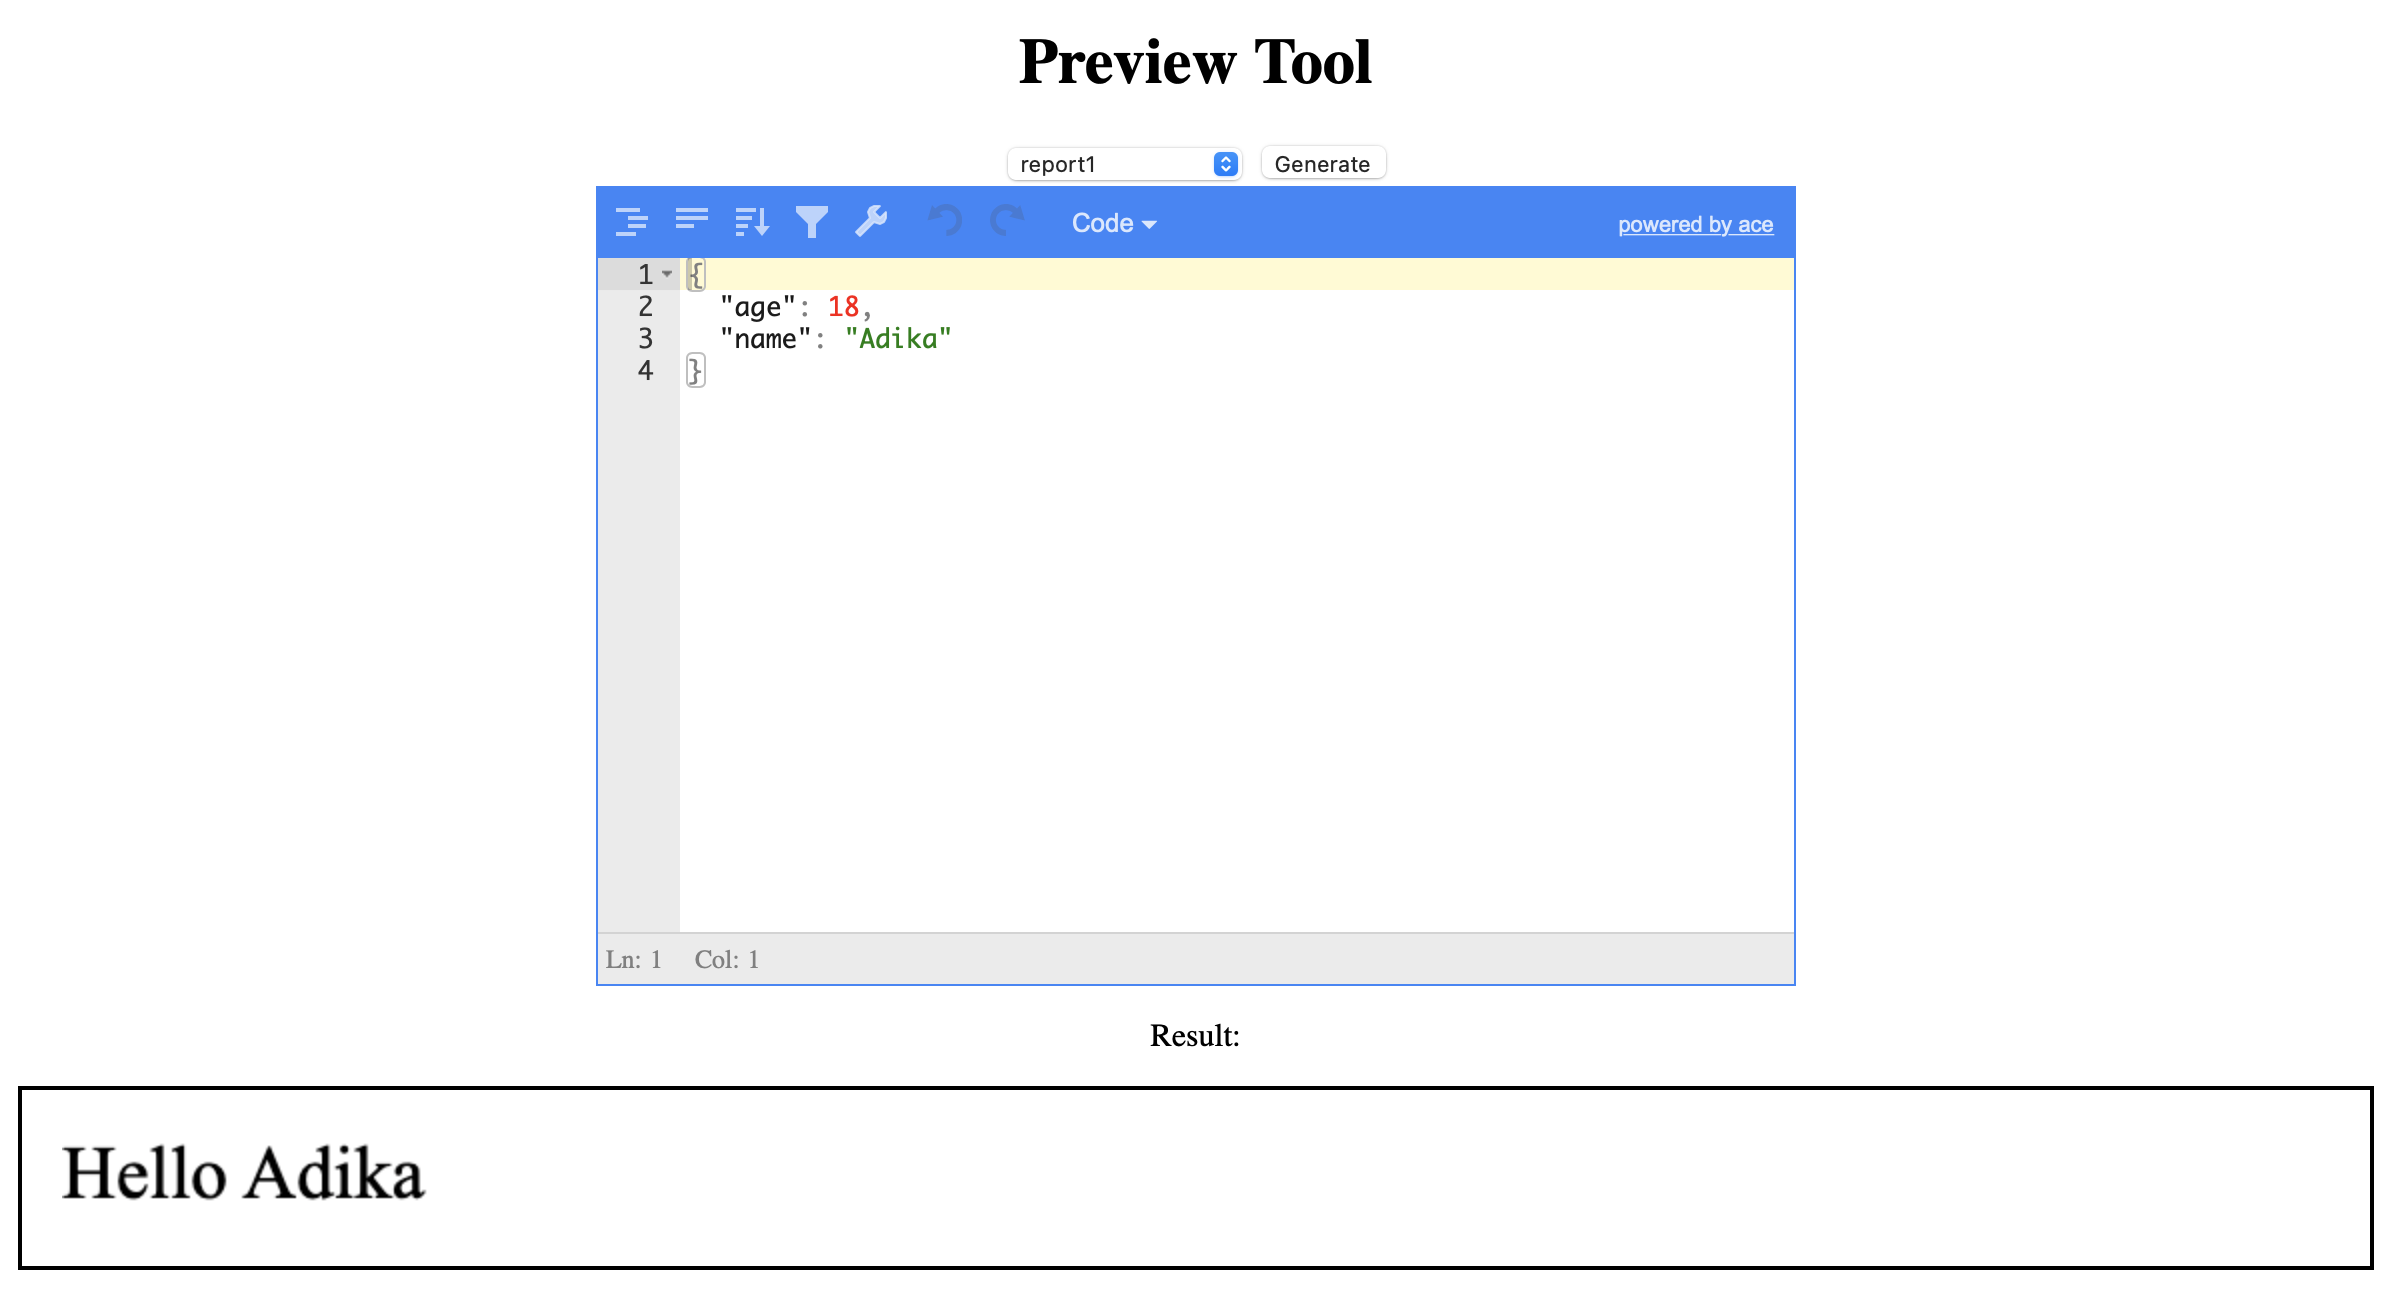 Preview Tool
report1 Generate
Code powered by ace
1 {
2 "age": 18,
3 "name": "Adika"
4 }
Ln: 1 Col: 1
Result:
Hello Adika